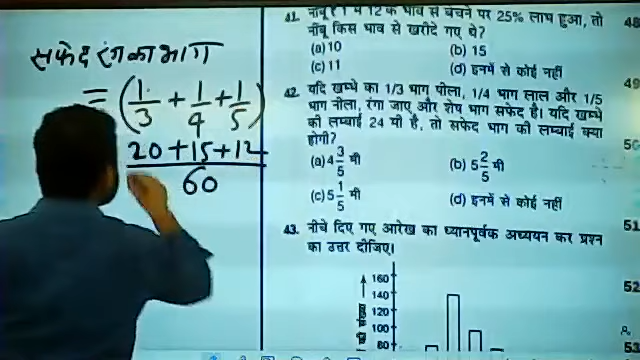 सफेद रंग का भाग
= (1/3 + 1/4 + 1/5)
20 + 15 + 12
60
41. नींबू ₹ 1 में 12 के भाव से बेचने पर 25% लाभ हुआ, तो
नींबू किस भाव से खरीदे गए थे?
(a) 10 (b) 15
(c) 11 (d) इनमें से कोई नहीं
42. यदि खम्भे का 1/3 भाग पीला, 1/4 भाग लाल और 1/5
भाग नीला, रंगा जाए और शेष भाग सफेद है। यदि खम्भे
की लम्बाई 24 मी है, तो सफेद भाग की लम्बाई क्या
होगी?
(a) 4 3/5 मी (b) 5 2/5 मी
(c) 5 1/5 मी (d) इनमें से कोई नहीं
43. नीचे दिए गए आरेख का ध्यानपूर्वक अध्ययन कर प्रश्न
का उत्तर दीजिए।
160
140
120
100
80
की संख्या
48
49
50
51
52
53